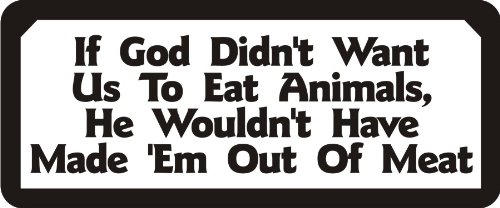 If God Didn't Want
Us To Eat Animals,
He Wouldn't Have
Made 'Em Out Of Meat